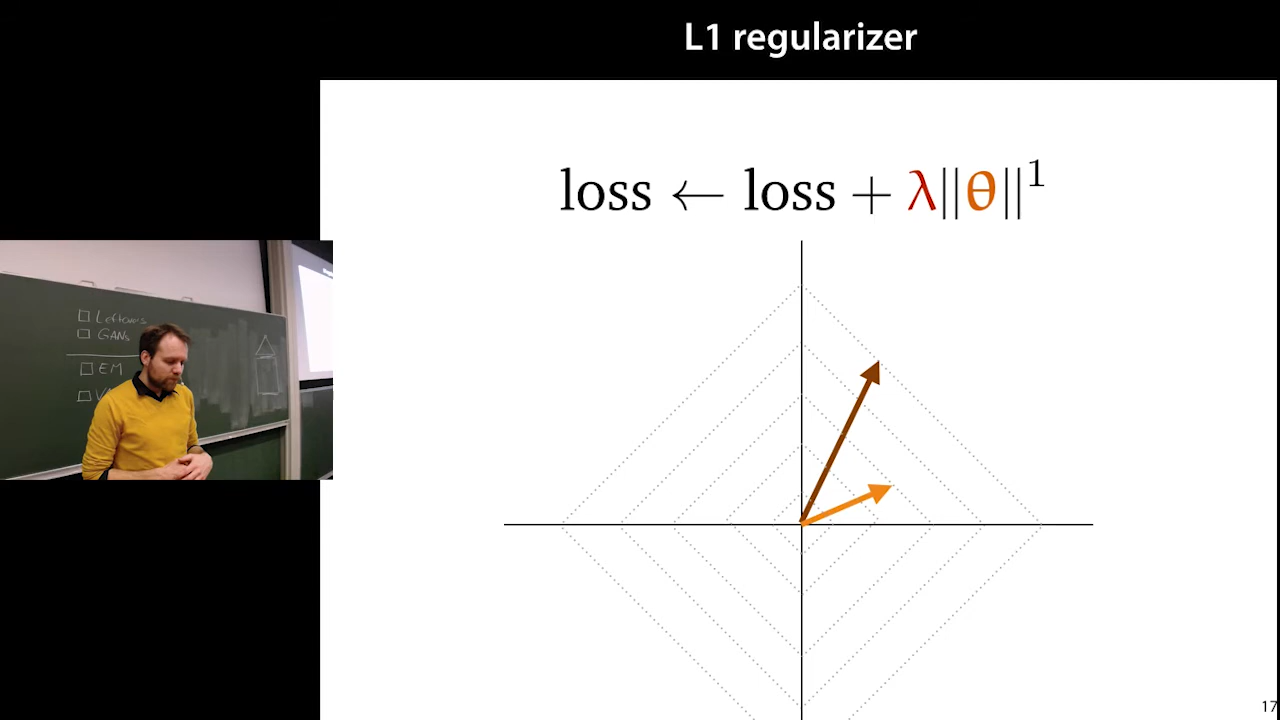 L1 regularizer
loss ← loss + λ||θ||¹
Leftovers
GANs
EM
17